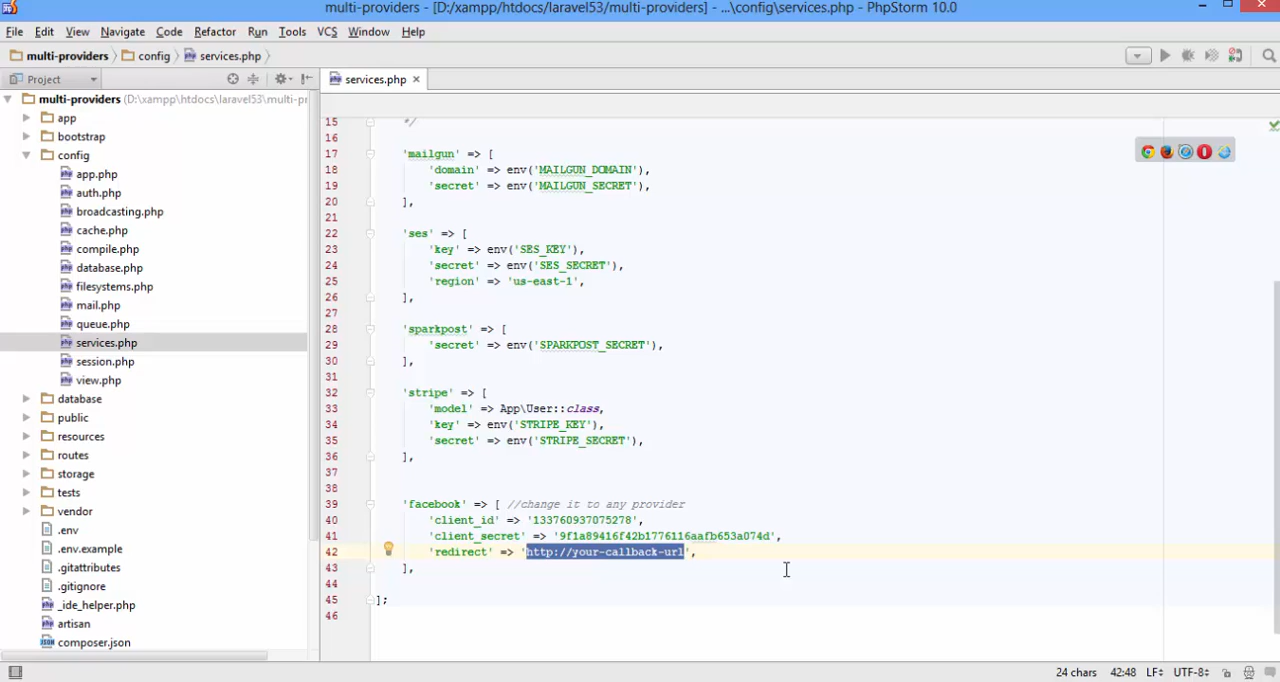 multi-providers - [D:/xampp/htdocs/laravel53/multi-providers] - ...\config\services.php - PhpStorm 10.0
File Edit View Navigate Code Refactor Run Tools VCS Window Help
multi-providers config services.php
Project
services.php
multi-providers (D:\xampp\htdocs\laravel53\multi-pr
app
bootstrap
config
app.php
auth.php
broadcasting.php
cache.php
compile.php
database.php
filesystems.php
mail.php
queue.php
services.php
session.php
view.php
database
public
resources
routes
storage
tests
vendor
.env
.env.example
.gitattributes
.gitignore
_ide_helper.php
artisan
composer.json
15 */
16
17 'mailgun' => [
18 'domain' => env('MAILGUN_DOMAIN'),
19 'secret' => env('MAILGUN_SECRET'),
20 ],
21
22 'ses' => [
23 'key' => env('SES_KEY'),
24 'secret' => env('SES_SECRET'),
25 'region' => 'us-east-1',
26 ],
27
28 'sparkpost' => [
29 'secret' => env('SPARKPOST_SECRET'),
30 ],
31
32 'stripe' => [
33 'model' => App\User::class,
34 'key' => env('STRIPE_KEY'),
35 'secret' => env('STRIPE_SECRET'),
36 ],
37
38
39 'facebook' => [ //change it to any provider
40 'client_id' => '133760937075278',
41 'client_secret' => '9f1a89416f42b1776116aafb653a074d',
42 'redirect' => 'http://your-callback-url',
43 ],
44
45 ];
46
24 chars 42:48 LF÷ UTF-8÷